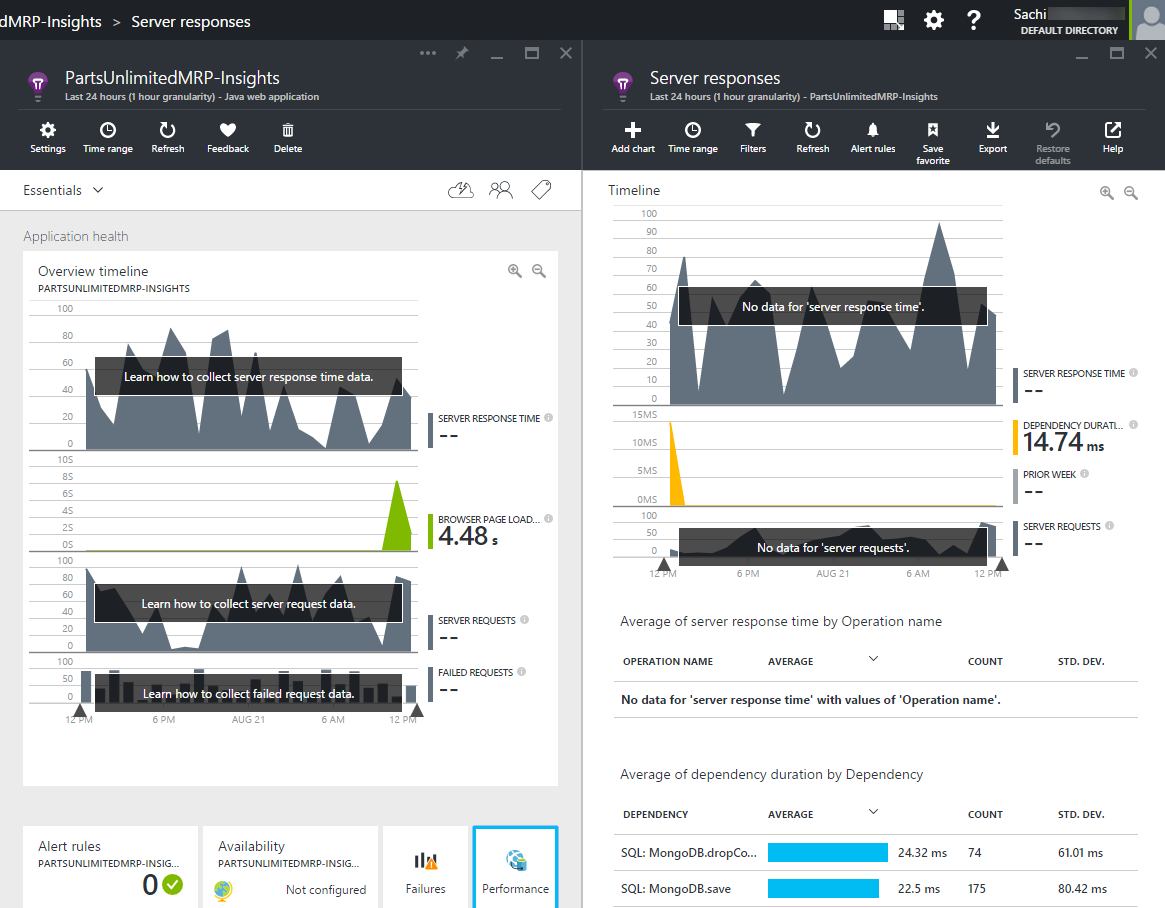 dMRP-Insights > Server responses
Sachi
DEFAULT DIRECTORY
PartsUnlimitedMRP-Insights
Last 24 hours (1 hour granularity) - Java web application
Settings
Time range
Refresh
Feedback
Delete
Essentials
Application health
Overview timeline
PARTSUNLIMITEDMRP-INSIGHTS
100
80
60
40
20
0
Learn how to collect server response time data.
SERVER RESPONSE TIME
--
10S
8S
6S
4S
2S
0S
BROWSER PAGE LOAD...
4.48 s
100
80
60
40
20
0
Learn how to collect server request data.
SERVER REQUESTS
--
100
50
0
Learn how to collect failed request data.
FAILED REQUESTS
--
12 PM
6 PM
AUG 21
6 AM
12 PM
Alert rules
PARTSUNLIMITEDMRP-INSIG...
0
Availability
PARTSUNLIMITEDMRP-INSIG...
Not configured
Failures
Performance
Server responses
Last 24 hours (1 hour granularity) - PartsUnlimitedMRP-Insights
Add chart
Time range
Filters
Refresh
Alert rules
Save
favorite
Export
Restore
defaults
Help
Timeline
100
90
80
70
60
50
40
30
20
10
0
No data for 'server response time'.
SERVER RESPONSE TIME
--
15MS
10MS
5MS
0MS
DEPENDENCY DURATI...
14.74 ms
PRIOR WEEK
--
100
50
0
No data for 'server requests'.
SERVER REQUESTS
--
12 PM
6 PM
AUG 21
6 AM
12 PM
Average of server response time by Operation name
OPERATION NAME
AVERAGE
COUNT
STD. DEV.
No data for 'server response time' with values of 'Operation name'.
Average of dependency duration by Dependency
DEPENDENCY
AVERAGE
COUNT
STD. DEV.
SQL: MongoDB.dropCo...
24.32 ms
74
61.01 ms
SQL: MongoDB.save
22.5 ms
175
80.42 ms